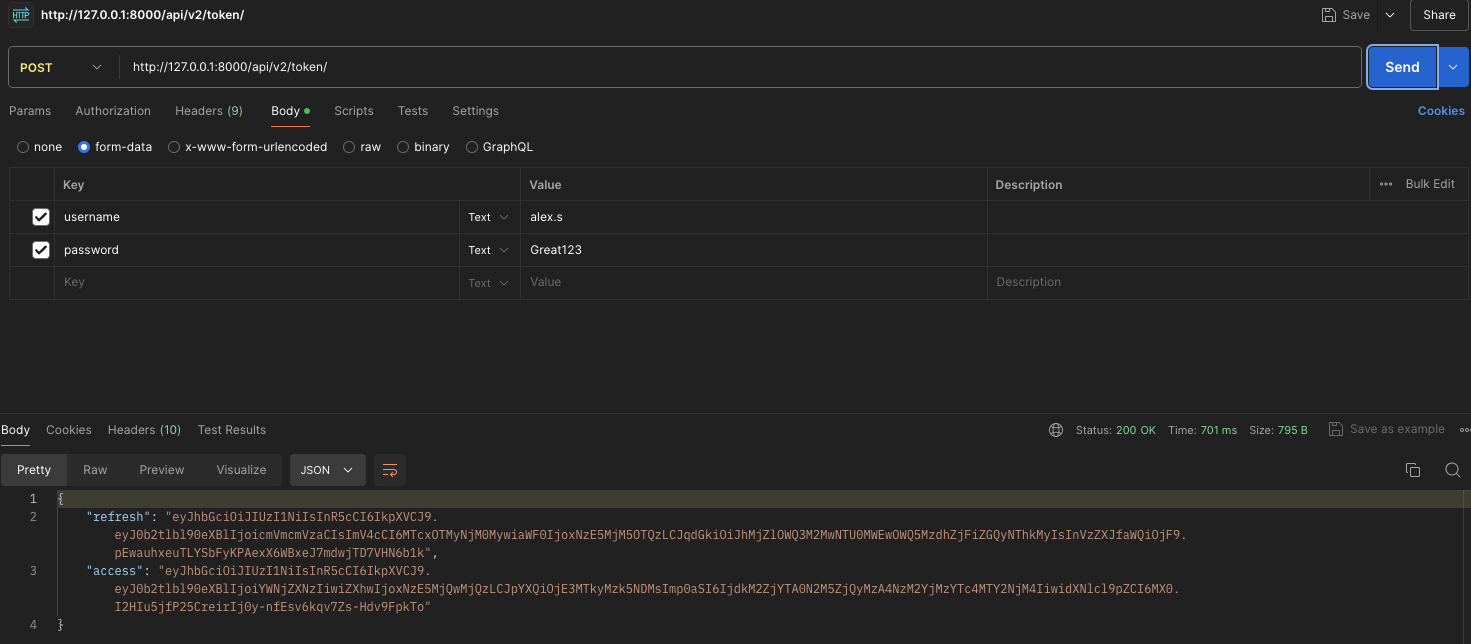 HTTP http://127.0.0.1:8000/api/v2/token/ Save Share
POST http://127.0.0.1:8000/api/v2/token/ Send
Params Authorization Headers (9) Body Scripts Tests Settings Cookies
none form-data x-www-form-urlencoded raw binary GraphQL
Key Value Description ••• Bulk Edit
username Text alex.s
password Text Great123
Key Text Value Description
Body Cookies Headers (10) Test Results Status: 200 OK Time: 701 ms Size: 795 B Save as example
Pretty Raw Preview Visualize JSON
1 {
2 "refresh": "eyJhbGciOiJIUzI1NiIsInR5cCI6IkpXVCJ9.
eyJ0b2tlbl90eXBlIjoicmVmcmVzaCIsImV4cCI6MTcxOTMyNjM0MywiaWF0IjoxNzE5MjM5OTQzLCJqdGkiOiJhMjZlOWQ3M2MwNTU0MWEwOWQ5MzdhZjFiZGQyNThkMyIsInVzZXJfaWQiOjF9.
pEwauhxeuTLYSbFyKPAexX6WBxeJ7mdwjTD7VHN6b1k",
3 "access": "eyJhbGciOiJIUzI1NiIsInR5cCI6IkpXVCJ9.
eyJ0b2tlbl90eXBlIjoiYWNjZXNzIiwiZXhwIjoxNzE5MjQwMjQzLCJpYXQiOjE3MTkyMzk5NDMsImp0aSI6IjdkM2ZjYTA0N2M5ZjQyMzA4NzM2YjMzYTc4MTY2NjM4IiwidXNlcl9pZCI6MX0.
I2HIu5jfP25CreirIj0y-nfEsv6kqv7Zs-Hdv9FpkTo"
4 }